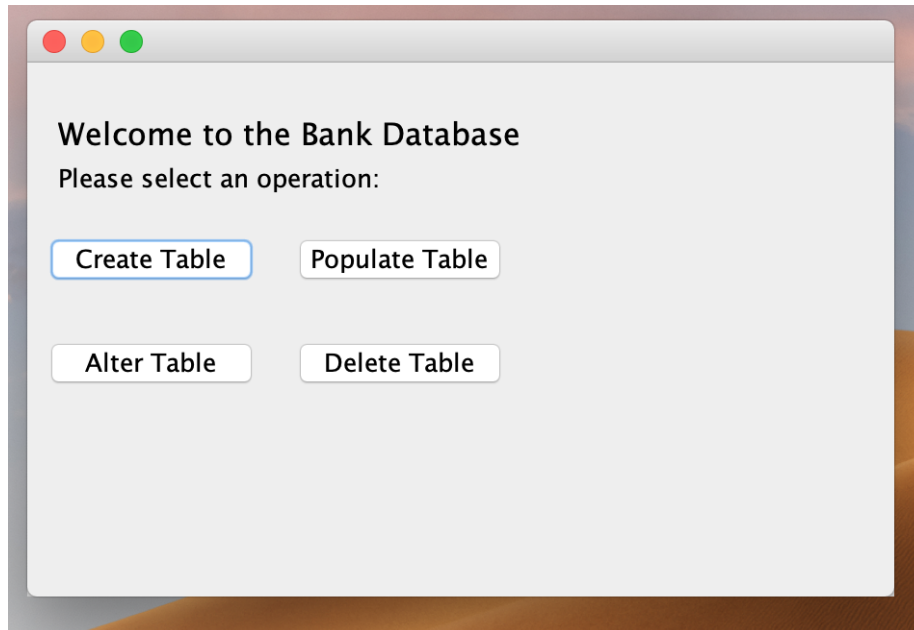 Welcome to the Bank Database
Please select an operation:
Create Table Populate Table
Alter Table Delete Table